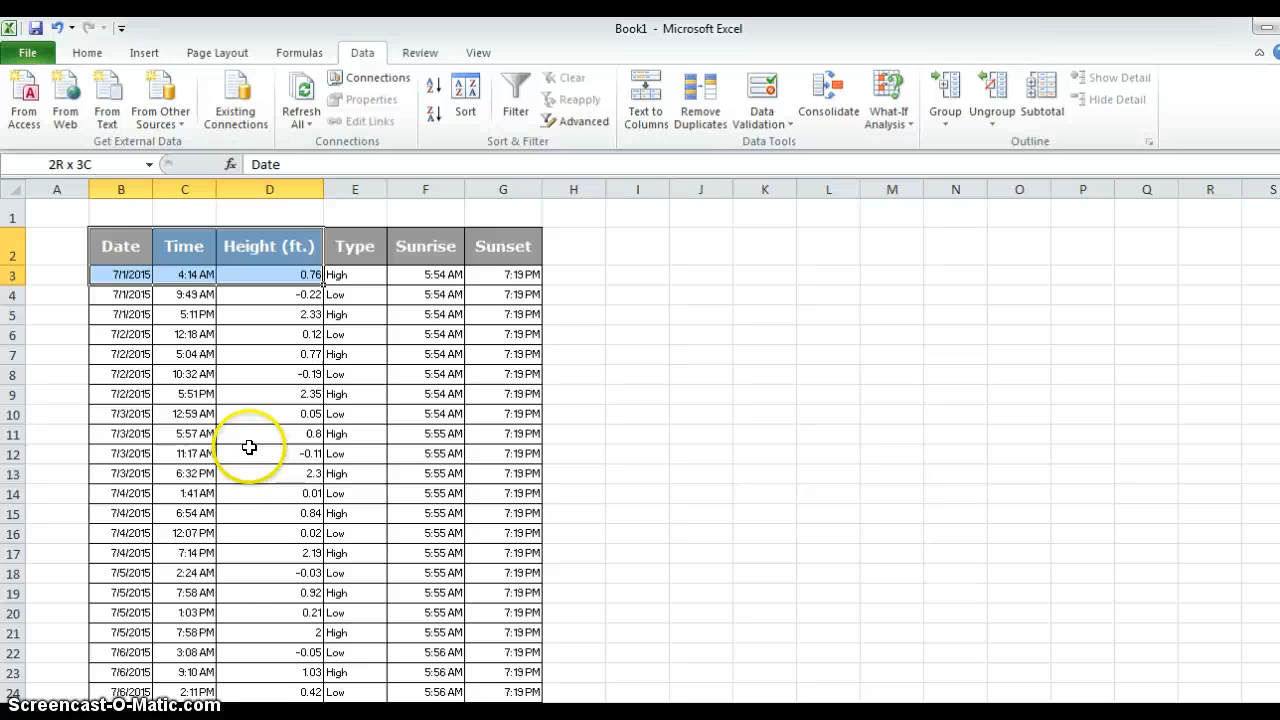 Book1 - Microsoft Excel
File Home Insert Page Layout Formulas Data Review View
From Access From Web From Text From Other Sources Existing Connections Refresh All Connections Properties Edit Links Sort Filter Clear Reapply Advanced Text to Columns Remove Duplicates Data Validation Consolidate What-If Analysis Group Ungroup Subtotal Show Detail Hide Detail
Get External Data Connections Sort & Filter Data Tools Outline
2R x 3C fx Date
A B C D E F G H I J K L M N O P Q R S
1
2 Date Time Height (ft.) Type Sunrise Sunset
3 7/1/2015 4:14 AM 0.76 High 5:54 AM 7:19 PM
4 7/1/2015 9:49 AM -0.22 Low 5:54 AM 7:19 PM
5 7/1/2015 5:11 PM 2.33 High 5:54 AM 7:19 PM
6 7/2/2015 12:18 AM 0.12 Low 5:54 AM 7:19 PM
7 7/2/2015 5:04 AM 0.77 High 5:54 AM 7:19 PM
8 7/2/2015 10:32 AM -0.19 Low 5:54 AM 7:19 PM
9 7/2/2015 5:51 PM 2.35 High 5:54 AM 7:19 PM
10 7/3/2015 12:59 AM 0.05 Low 5:54 AM 7:19 PM
11 7/3/2015 5:57 AM 0.8 High 5:55 AM 7:19 PM
12 7/3/2015 11:17 AM -0.11 Low 5:55 AM 7:19 PM
13 7/3/2015 6:32 PM 2.3 High 5:55 AM 7:19 PM
14 7/4/2015 1:41 AM 0.01 Low 5:55 AM 7:19 PM
15 7/4/2015 6:54 AM 0.84 High 5:55 AM 7:19 PM
16 7/4/2015 12:07 PM 0.02 Low 5:55 AM 7:19 PM
17 7/4/2015 7:14 PM 2.19 High 5:55 AM 7:19 PM
18 7/5/2015 2:24 AM -0.03 Low 5:55 AM 7:19 PM
19 7/5/2015 7:58 AM 0.92 High 5:55 AM 7:19 PM
20 7/5/2015 1:03 PM 0.21 Low 5:55 AM 7:19 PM
21 7/5/2015 7:58 PM 2 High 5:55 AM 7:19 PM
22 7/6/2015 3:08 AM -0.05 Low 5:56 AM 7:19 PM
23 7/6/2015 9:10 AM 1.03 High 5:56 AM 7:19 PM
24 7/6/2015 2:11 PM 0.42 Low 5:56 AM 7:19 PM
Screencast-O-Matic.com